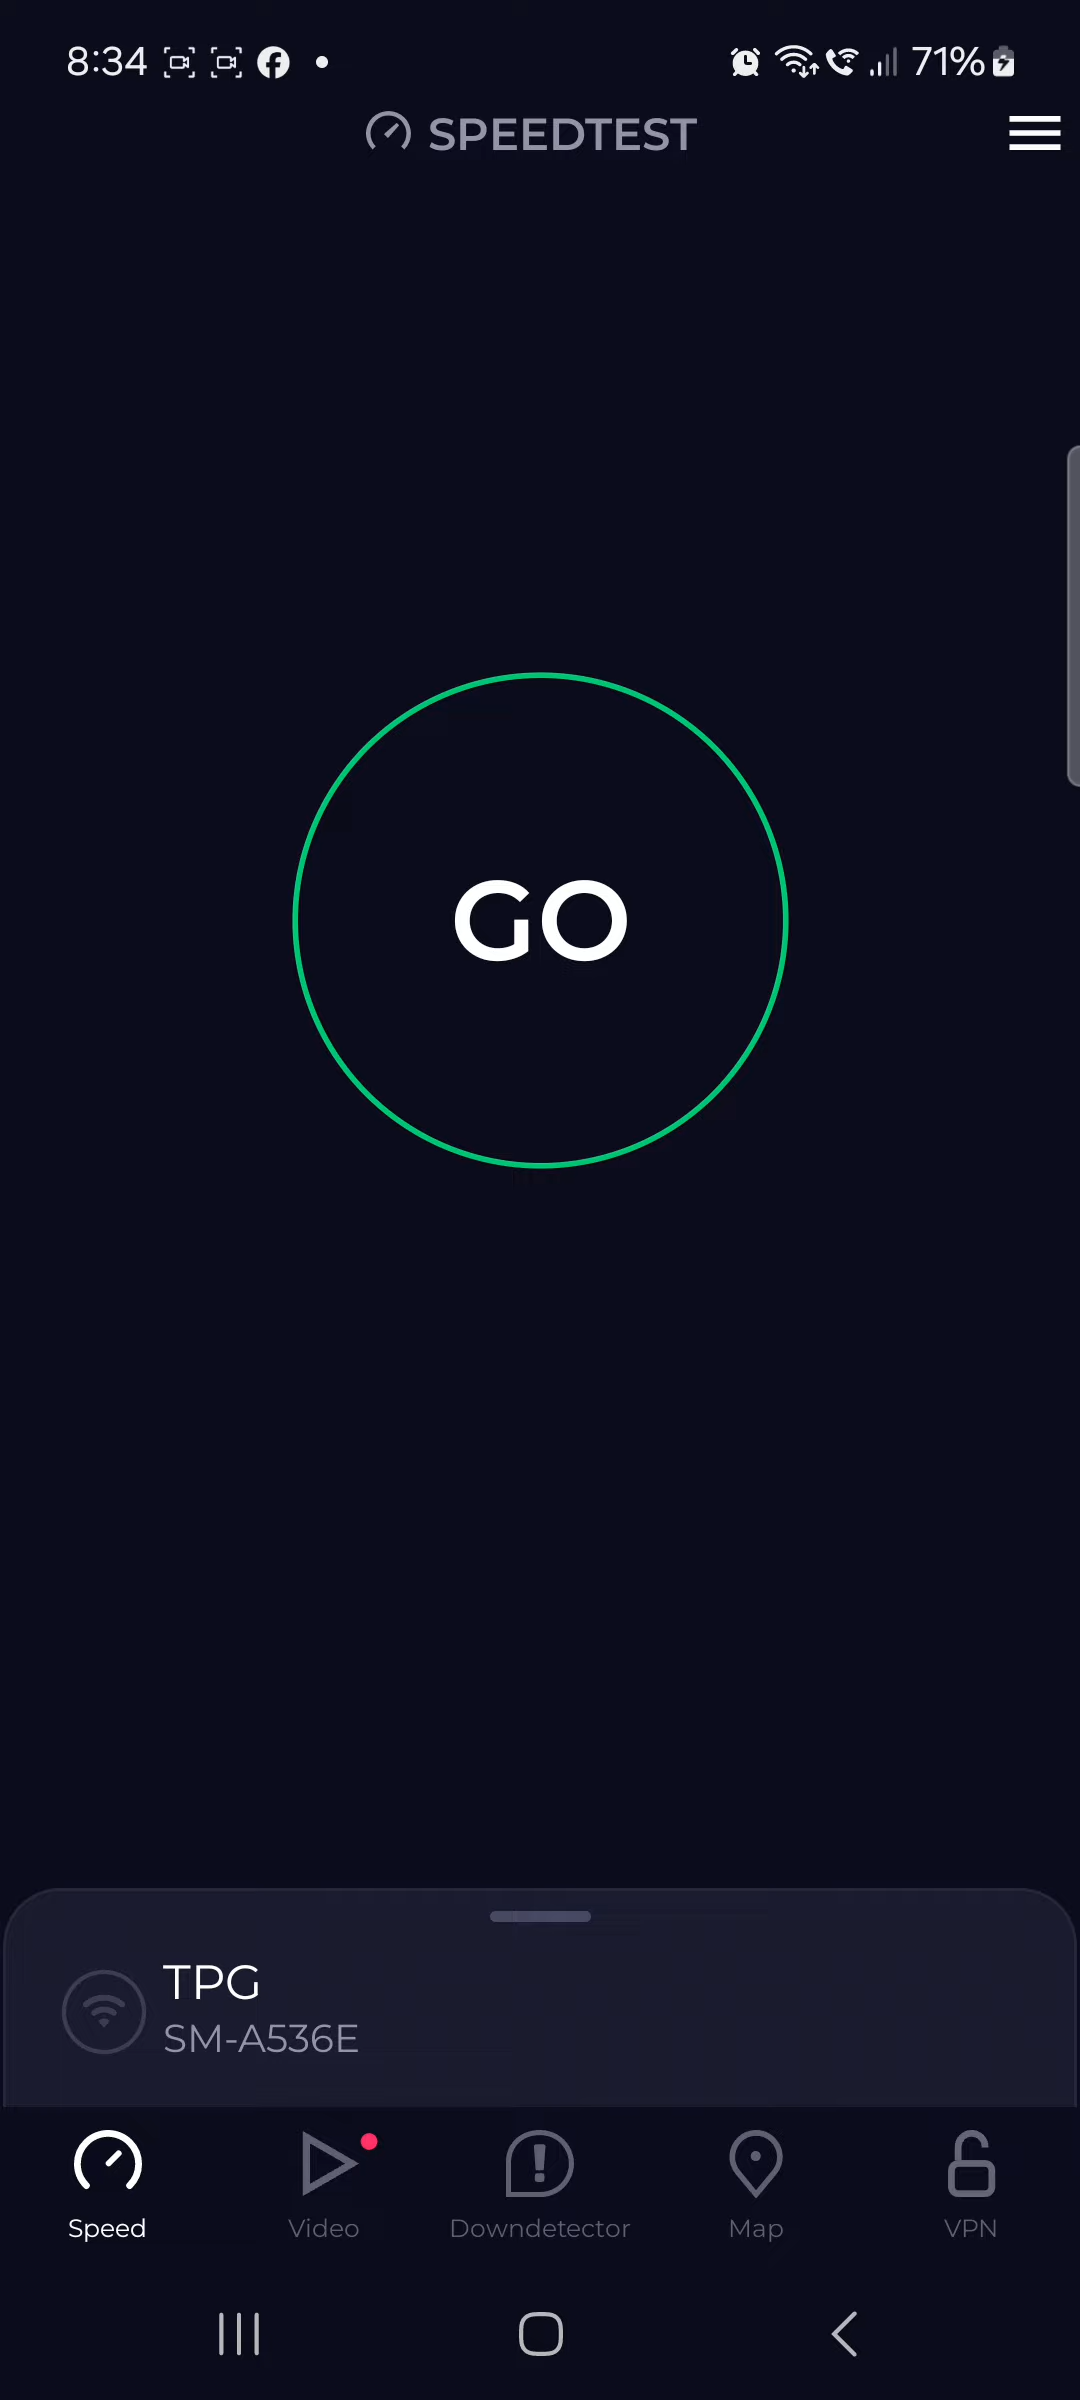 8:34 71%
SPEEDTEST
GO
TPG
SM-A536E
Speed Video Downdetector Map VPN